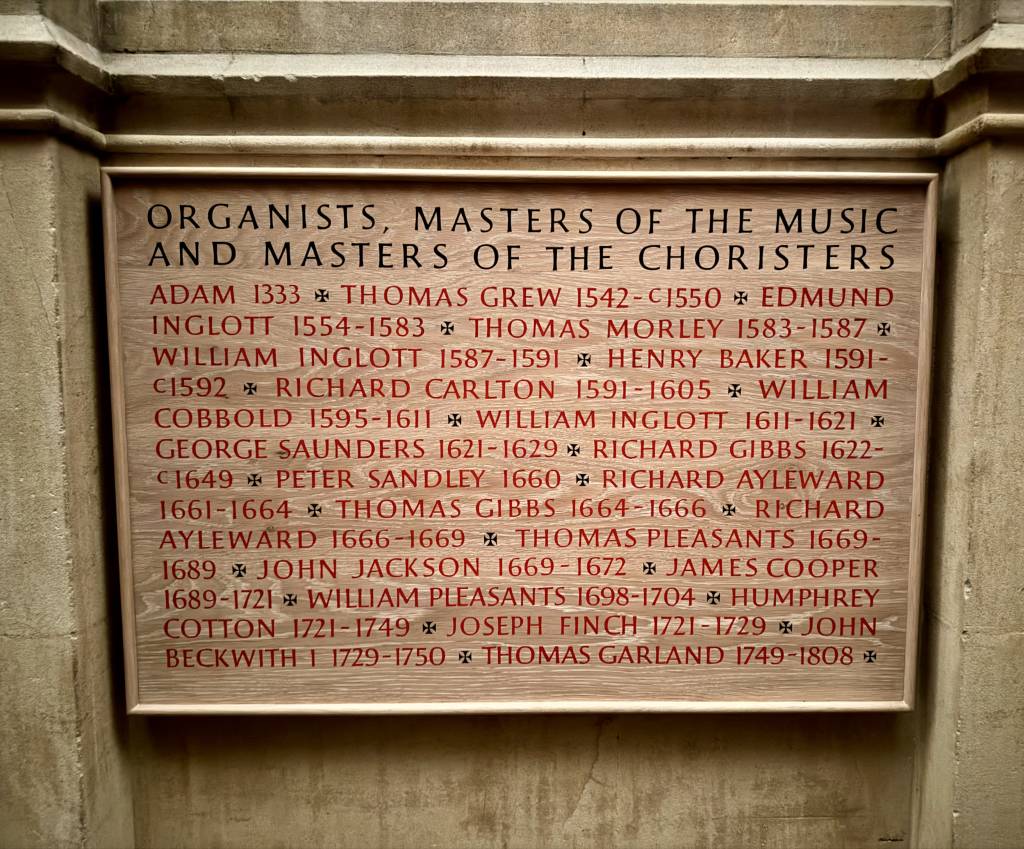 ORGANISTS, MASTERS OF THE MUSIC
AND MASTERS OF THE CHORISTERS
ADAM 1333 ✠ THOMAS GREW 1542-c1550 ✠ EDMUND
INGLOTT 1554-1583 ✠ THOMAS MORLEY 1583-1587 ✠
WILLIAM INGLOTT 1587-1591 ✠ HENRY BAKER 1591-
c1592 ✠ RICHARD CARLTON 1591-1605 ✠ WILLIAM
COBBOLD 1595-1611 ✠ WILLIAM INGLOTT 1611-1621 ✠
GEORGE SAUNDERS 1621-1629 ✠ RICHARD GIBBS 1622-
c1649 ✠ PETER SANDLEY 1660 ✠ RICHARD AYLEWARD
1661-1664 ✠ THOMAS GIBBS 1664-1666 ✠ RICHARD
AYLEWARD 1666-1669 ✠ THOMAS PLEASANTS 1669-
1689 ✠ JOHN JACKSON 1669-1672 ✠ JAMES COOPER
1689-1721 ✠ WILLIAM PLEASANTS 1698-1704 ✠ HUMPHREY
COTTON 1721-1749 ✠ JOSEPH FINCH 1721-1729 ✠ JOHN
BECKWITH I 1729-1750 ✠ THOMAS GARLAND 1749-1808 ✠